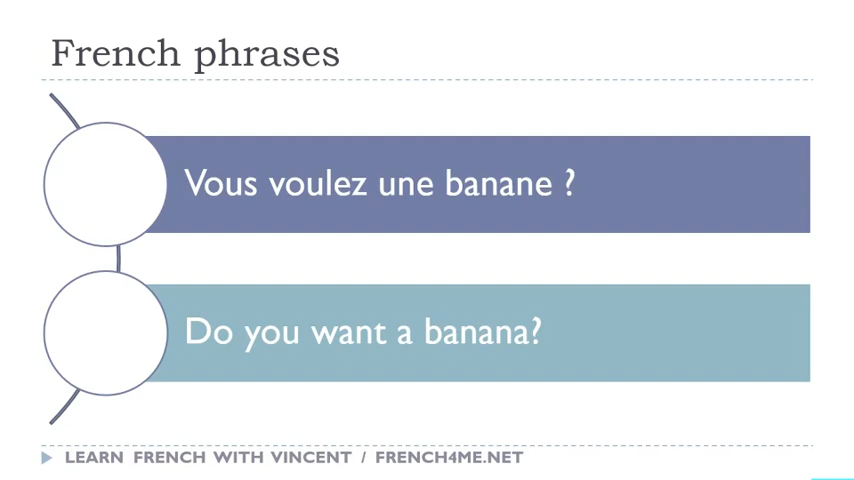 French phrases
Vous voulez une banane ?
Do you want a banana?
LEARN FRENCH WITH VINCENT / FRENCH4ME.NET